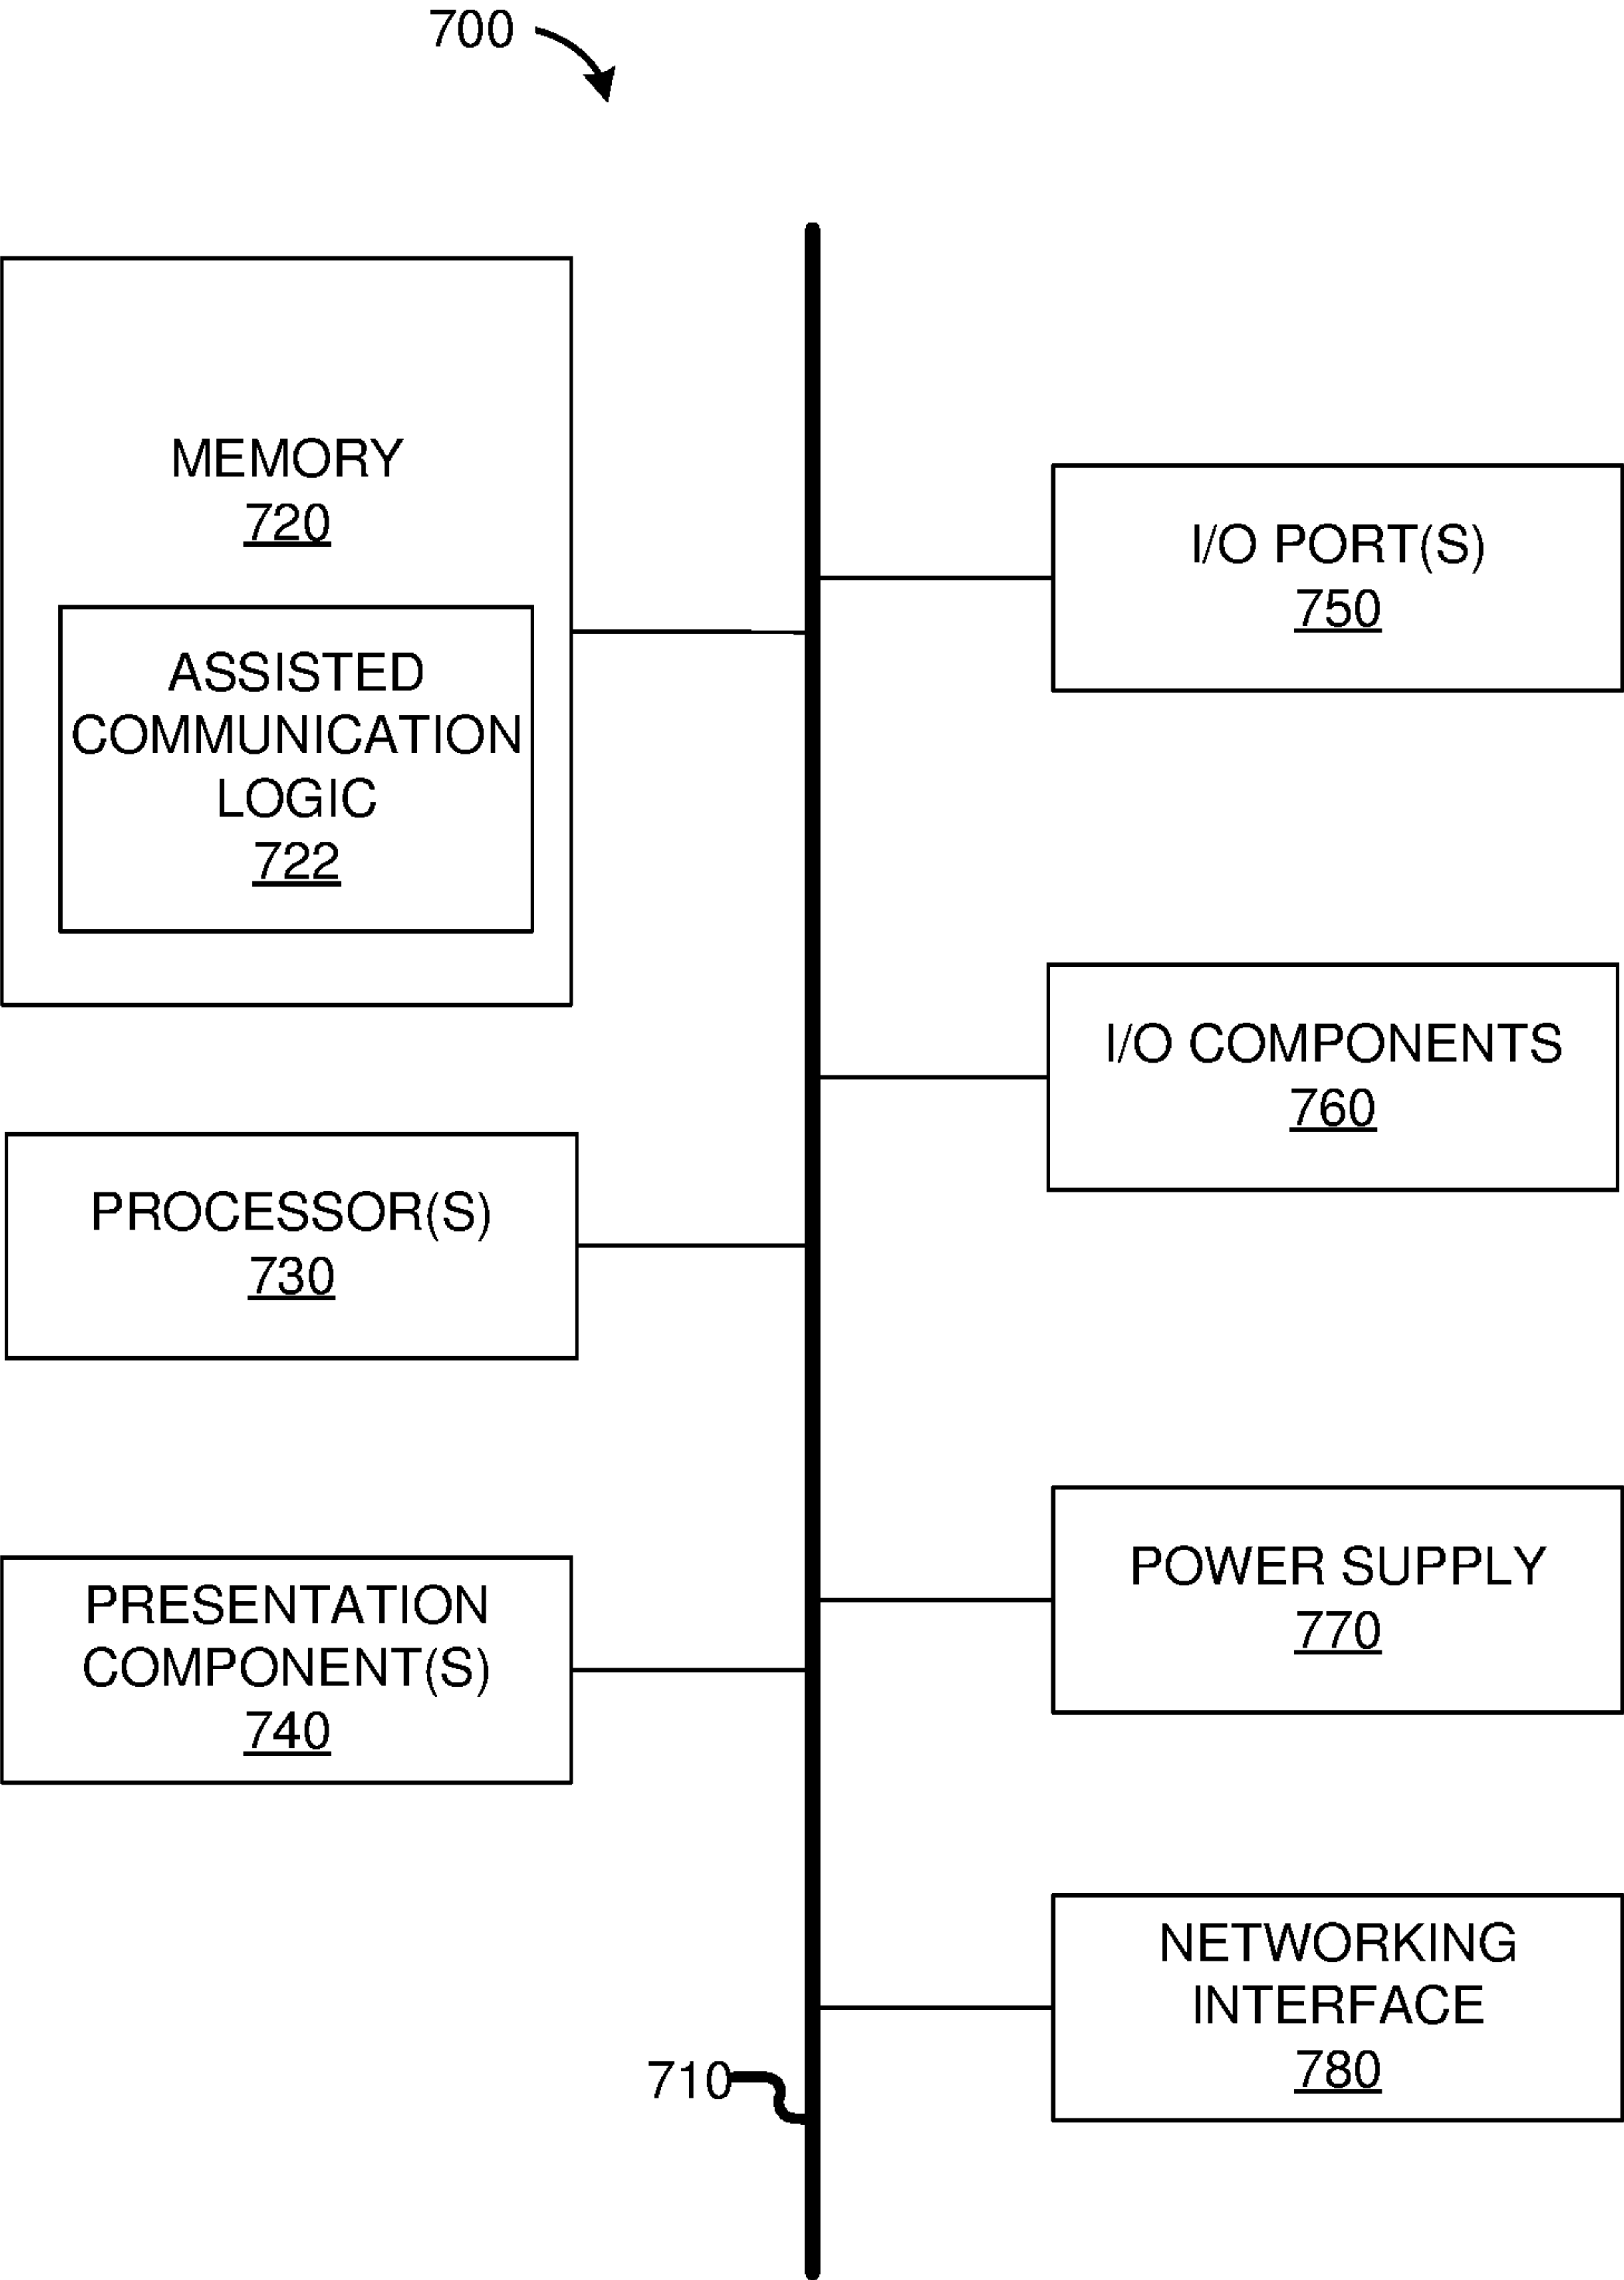 700
MEMORY
720
ASSISTED
COMMUNICATION
LOGIC
722
PROCESSOR(S)
730
PRESENTATION
COMPONENT(S)
740
I/O PORT(S)
750
I/O COMPONENTS
760
POWER SUPPLY
770
NETWORKING
INTERFACE
780
710